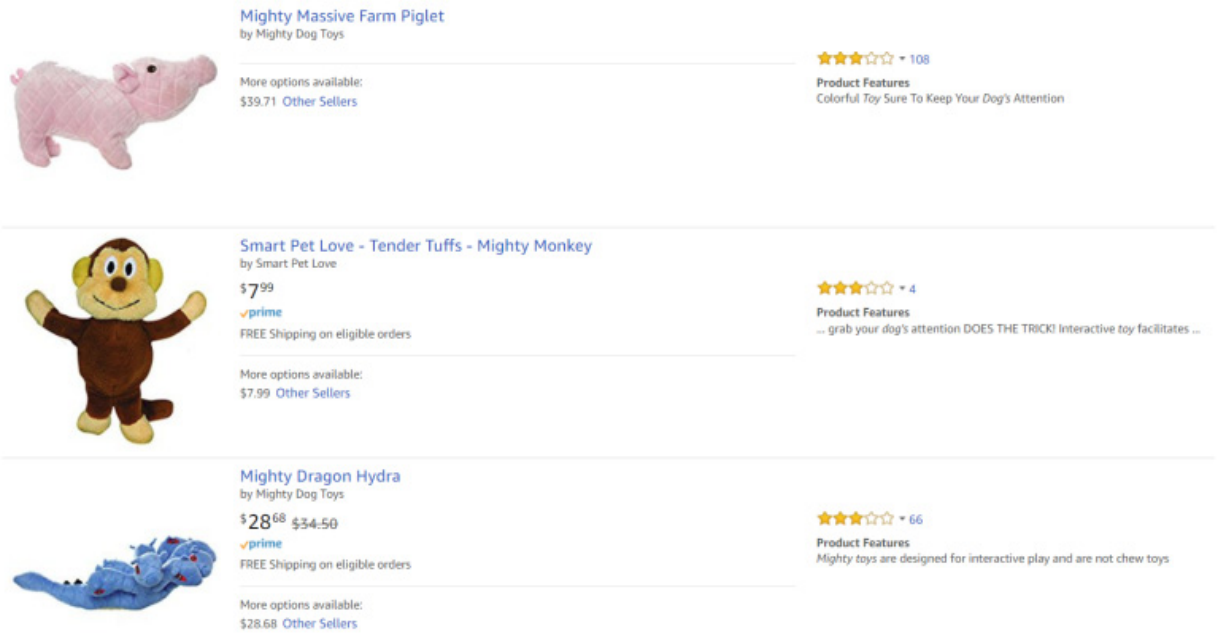 Mighty Massive Farm Piglet
by Mighty Dog Toys
More options available:
$39.71 Other Sellers
108
Product Features
Colorful Toy Sure To Keep Your Dog's Attention
Smart Pet Love - Tender Tuffs - Mighty Monkey
by Smart Pet Love
$7 99
prime
FREE Shipping on eligible orders
More options available:
$7.99 Other Sellers
4
Product Features
... grab your dog's attention DOES THE TRICK! Interactive toy facilitates ...
Mighty Dragon Hydra
by Mighty Dog Toys
$28 68 $34.50
prime
FREE Shipping on eligible orders
More options available:
$28.68 Other Sellers
66
Product Features
Mighty toys are designed for interactive play and are not chew toys